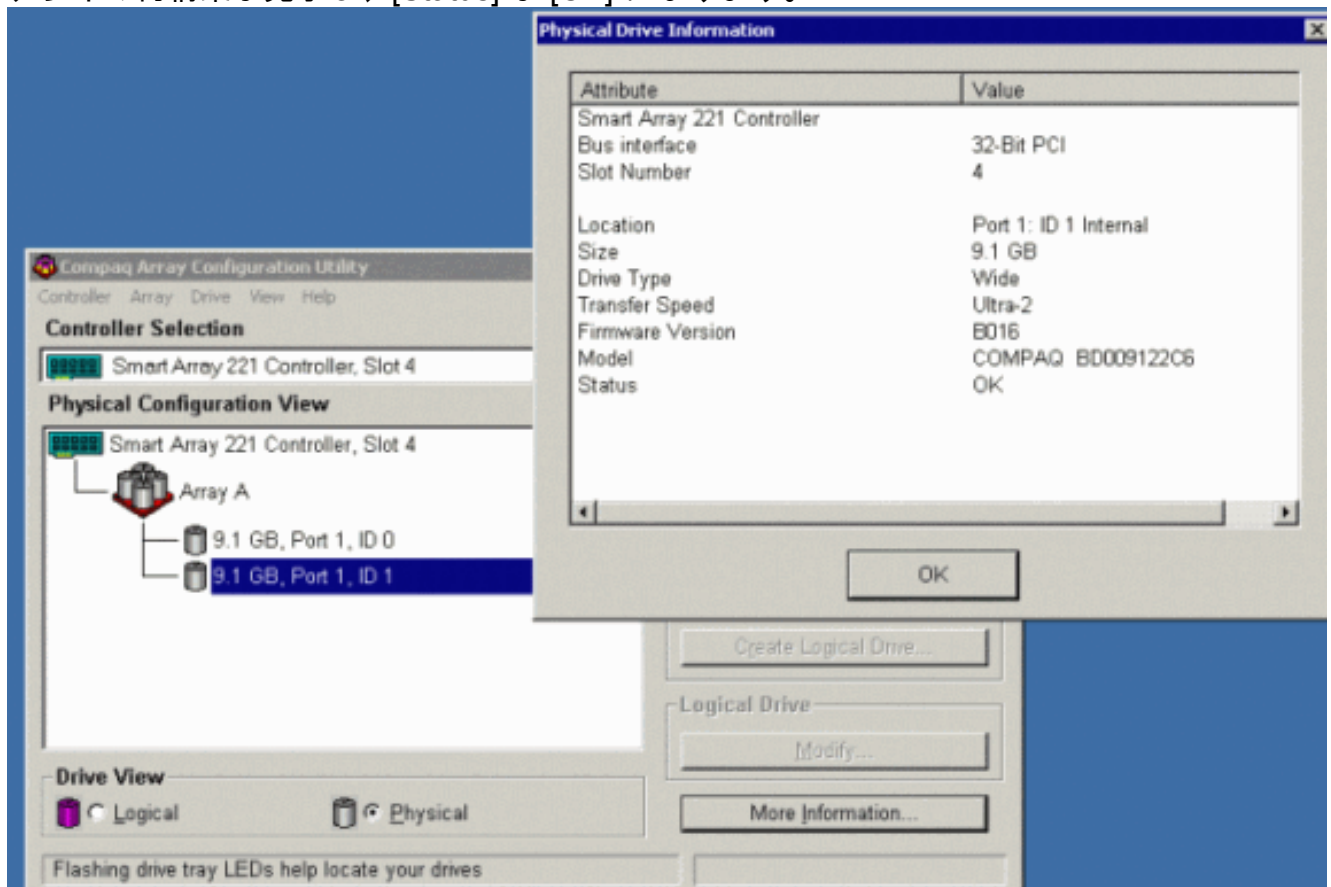 [Status]
[OK]
Physical Drive Information
Attribute Value
Smart Array 221 Controller
Bus interface 32-Bit PCI
Slot Number 4
Location Port 1: ID 1 Internal
Size 9.1 GB
Drive Type Wide
Transfer Speed Ultra-2
Firmware Version B016
Model COMPAQ BD009122C6
Status OK
OK
Compaq Array Configuration Utility
Controller Array Drive View Help
Controller Selection
Smart Array 221 Controller, Slot 4
Physical Configuration View
Smart Array 221 Controller, Slot 4
Array A
9.1 GB, Port 1, ID 0
9.1 GB, Port 1, ID 1
Create Logical Drive...
Logical Drive
Modify...
More Information...
Drive View
Logical Physical
Flashing drive tray LEDs help locate your drives